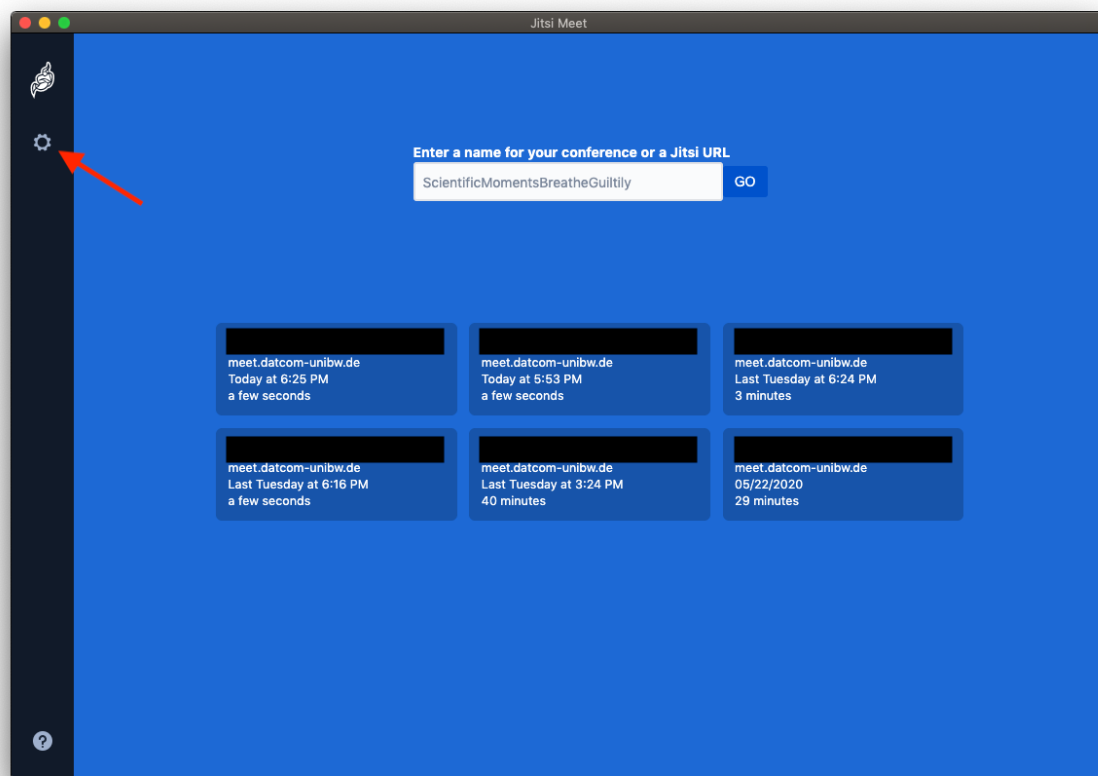 Jitsi Meet
Enter a name for your conference or a Jitsi URL
ScientificMomentsBreatheGuiltily
GO
meet.datcom-unibw.de
Today at 6:25 PM
a few seconds
meet.datcom-unibw.de
Today at 5:53 PM
a few seconds
meet.datcom-unibw.de
Last Tuesday at 6:24 PM
3 minutes
meet.datcom-unibw.de
Last Tuesday at 6:16 PM
a few seconds
meet.datcom-unibw.de
Last Tuesday at 3:24 PM
40 minutes
meet.datcom-unibw.de
05/22/2020
29 minutes
?